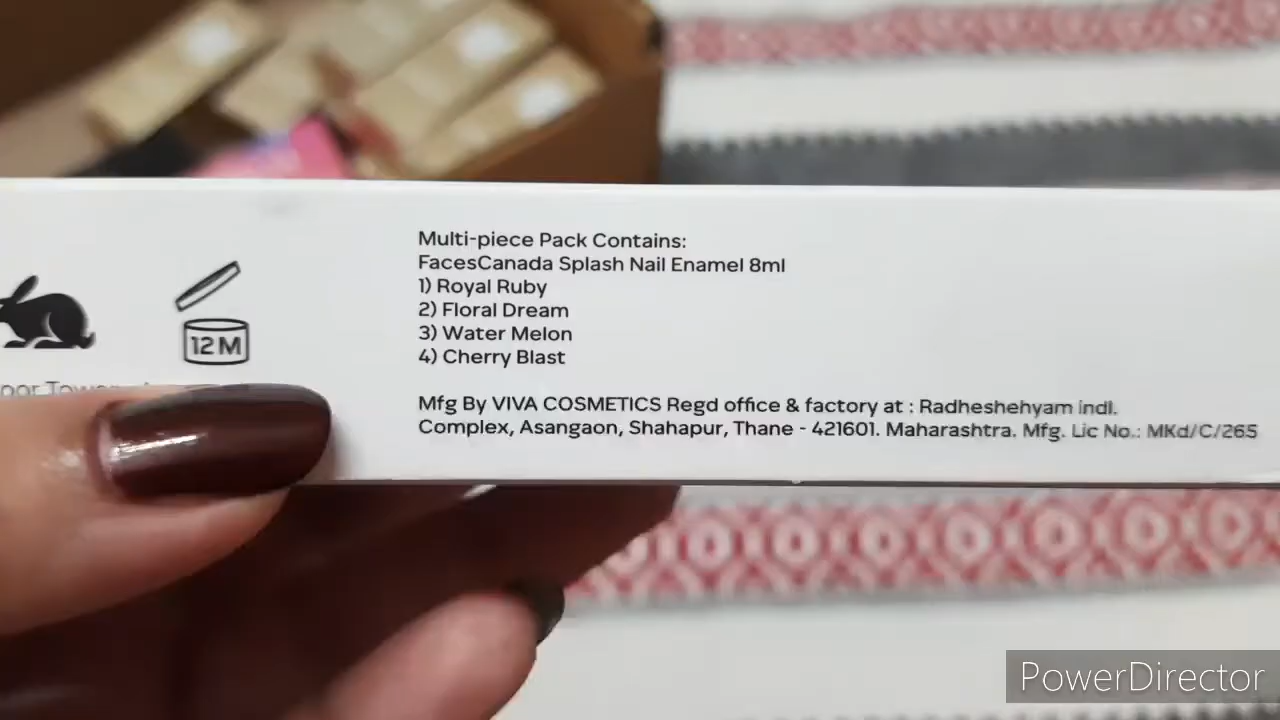 Multi-piece Pack Contains:
FacesCanada Splash Nail Enamel 8ml
1) Royal Ruby
2) Floral Dream
3) Water Melon
4) Cherry Blast
12M
Mfg By VIVA COSMETICS Regd office & factory at : Radheshehyam indl.
Complex, Asangaon, Shahapur, Thane - 421601. Maharashtra. Mfg. Lic No.: MKd/C/265
PowerDirector